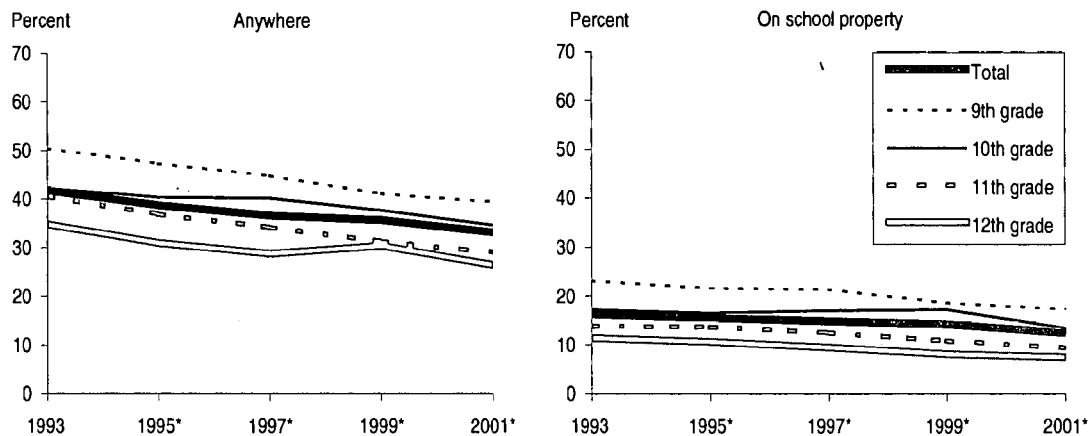 Percent
Anywhere
70
60
50
40
30
20
10
0
1993
1995*
1997*
1999*
2001*
Percent
On school property
70
60
50
40
30
20
10
0
1993
1995*
1997*
1999*
2001*
Total
9th grade
10th grade
11th grade
12th grade